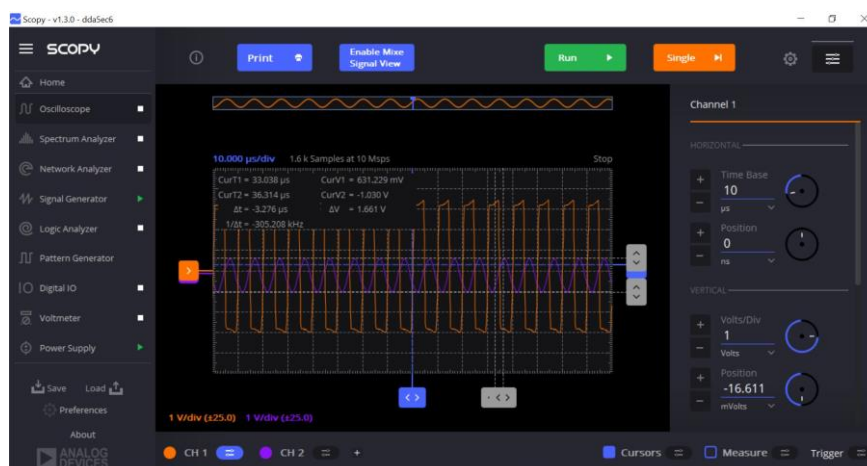 Scopy - v1.3.0 - dda5ec6
SCOPY
Print
Enable Mixe
Signal View
Run
Single
Home
Oscilloscope
Spectrum Analyzer
Network Analyzer
Signal Generator
Logic Analyzer
Pattern Generator
Digital IO
Voltmeter
Power Supply
Save Load
Preferences
About
ANALOG
DEVICES
10.000 µs/div 1.6 k Samples at 10 Msps Stop
CurT1 = 33.038 µs CurV1 = 631.229 mV
CurT2 = 36.314 µs CurV2 = -1.030 V
Δt = -3.276 µs ΔV = 1.661 V
1/Δt = -305.208 kHz
1 V/div (±25.0) 1 V/div (±25.0)
CH 1 CH 2 +
Cursors Measure Trigger
Channel 1
HORIZONTAL
Time Base
10
µs
Position
0
ns
VERTICAL
Volts/Div
1
Volts
Position
-16.611
mVolts